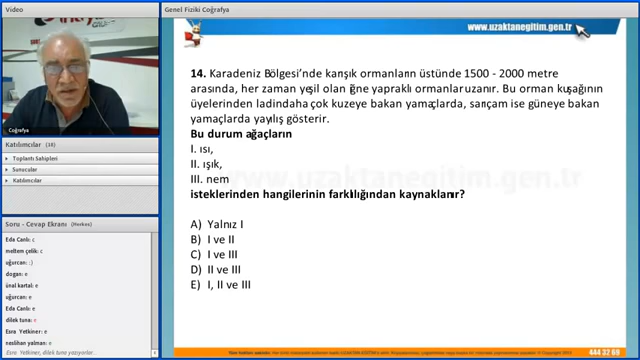 Video
Genel Fiziki Coğrafya
www.uzaktanegitim.gen.tr
14. Karadeniz Bölgesi'nde karışık ormanların üstünde 1500 - 2000 metre
arasında, her zaman yeşil olan iğne yapraklı ormanlar uzanır. Bu orman kuşağının
üyelerinden ladin daha çok kuzeye bakan yamaçlarda, sarıçam ise güneye bakan
yamaçlarda yayılış gösterir.
Bu durum ağaçların
I. ısı,
II. ışık,
III. nem
isteklerinden hangilerinin farklılığından kaynaklanır?
A) Yalnız I
B) I ve II
C) I ve III
D) II ve III
E) I, II ve III
www.uzaktanegitim.gen.tr
Coğrafya
Katılımcılar (18)
Toplantı Sahipleri
Sunucular
Katılımcılar
Soru - Cevap Ekranı (Herkes)
Eda Canlı: c
meltem çelik: c
uğurcan: :)
dogan: e
ünal kartal: e
uğurcan: e
Eda Canlı: e
dilek tuna: e
Esra Yetkiner: e
neslihan yalman: e
Esra Yetkiner, dilek tuna yazıyorlar.
444 32 69